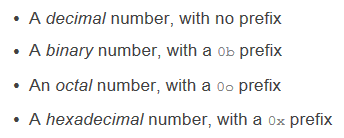 • A decimal number, with no prefix
• A binary number, with a 0b prefix
• An octal number, with a 0o prefix
• A hexadecimal number, with a 0x prefix